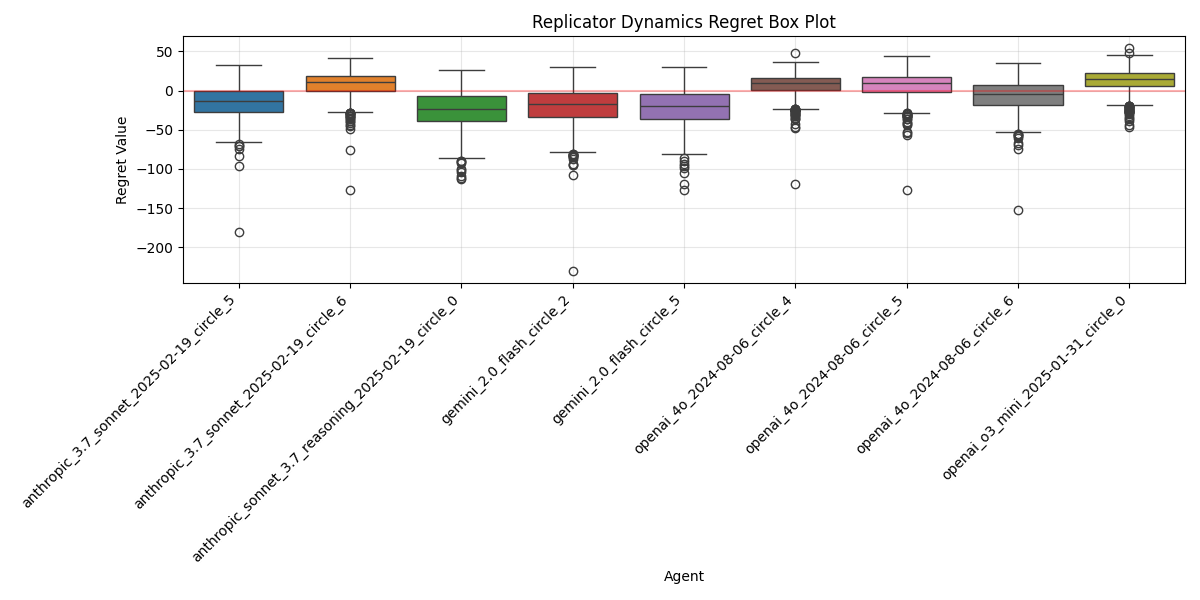 Replicator Dynamics Regret Box Plot
50
0
−50
−100
−150
−200
Regret Value
anthropic_3.7_sonnet_2025-02-19_circle_5
anthropic_3.7_sonnet_2025-02-19_circle_6
anthropic_sonnet_3.7_reasoning_2025-02-19_circle_0
gemini_2.0_flash_circle_2
gemini_2.0_flash_circle_5
openai_4o_2024-08-06_circle_4
openai_4o_2024-08-06_circle_5
openai_4o_2024-08-06_circle_6
openai_o3_mini_2025-01-31_circle_0
Agent